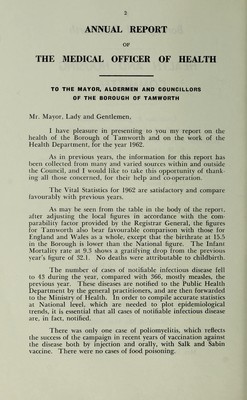 2
ANNUAL REPORT
OF
THE MEDICAL OFFICER OF HEALTH
TO THE MAYOR, ALDERMEN AND COUNCILLORS
OF THE BOROUGH OF TAMWORTH
Mr. Mayor, Lady and Gentlemen,
I have pleasure in presenting to you my report on the
health of the Borough of Tamworth and on the work of the
Health Department, for the year 1962.
As in previous years, the information for this report has
been collected from many and varied sources within and outside
the Council, and I would like to take this opportunity of thank-
ing all those concerned, for their help and co-operation.
The Vital Statistics for 1962 are satisfactory and compare
favourably with previous years.
As may be seen from the table in the body of the report,
after adjusting the local figures in accordance with the com-
parability factor provided by the Registrar General, the figures
for Tamworth also bear favourable comparison with those for
England and Wales as a whole, except that the birthrate at 15.5
in the Borough is lower than the National figure. The Infant
Mortality rate at 9.3 shows a gratifying drop from the previous
year's figure of 32.1. No deaths were attributable to childbirth.
The number of cases of notifiable infectious disease fell
to 43 during the year, compared with 366, mostly measles, the
previous year. These diseases are notified to the Public Health
Department by the general practitioners, and are then forwarded
to the Ministry of Health. In order to compile accurate statistics
at National level, which are needed to plot epidemiological
trends, it is essential that all cases of notifiable infectious disease
are, in fact, notified.
There was only one case of poliomyelitis, which reflects
the success of the campaign in recent years of vaccination against
the disease both by injection and orally, with Salk and Sabin
vaccine. There were no cases of food poisoning.